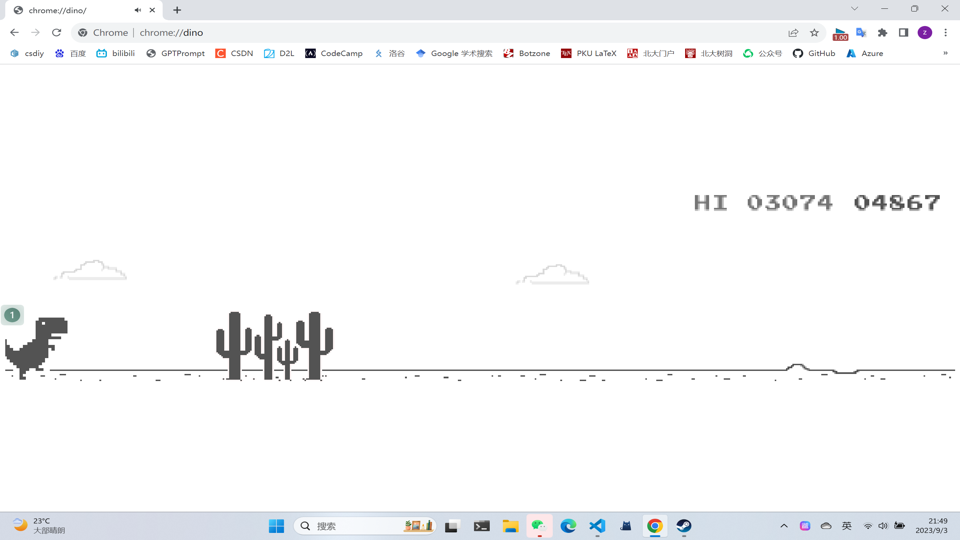 chrome://dino/
Chrome | chrome://dino
1.00
z
csdiy 百度 bilibili GPTPrompt CSDN D2L CodeCamp 洛谷 Google 学术搜索 Botzone PKU LaTeX 北大门户 北大树洞 公众号 GitHub Azure »
HI 03074 04867
1
23°C
大部晴朗
搜索
英
21:49
2023/9/3